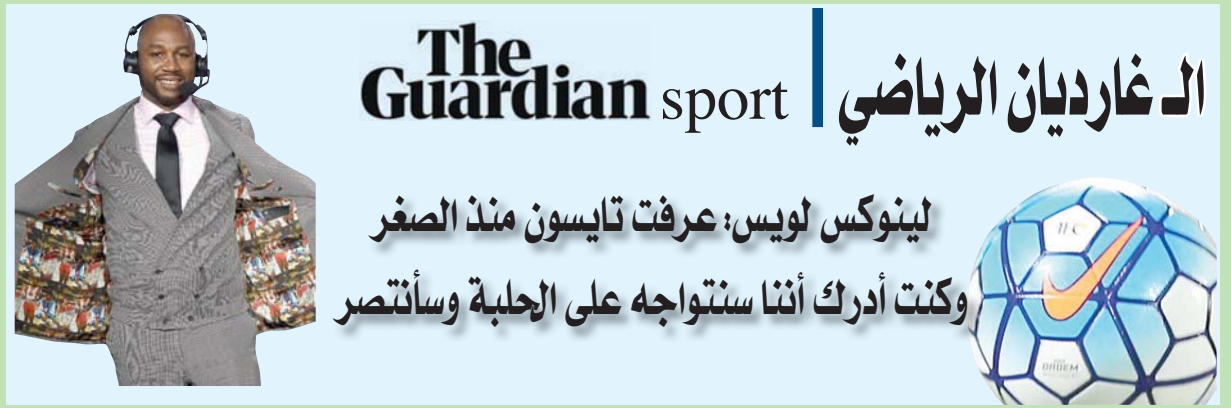 الـ غارديان الرياضي
The Guardian sport
لينوكس لويس: عرفت تايسون منذ الصغر
وكنت أدرك أننا سنتواجه على الحلبة وسأنتصر
ORDEM